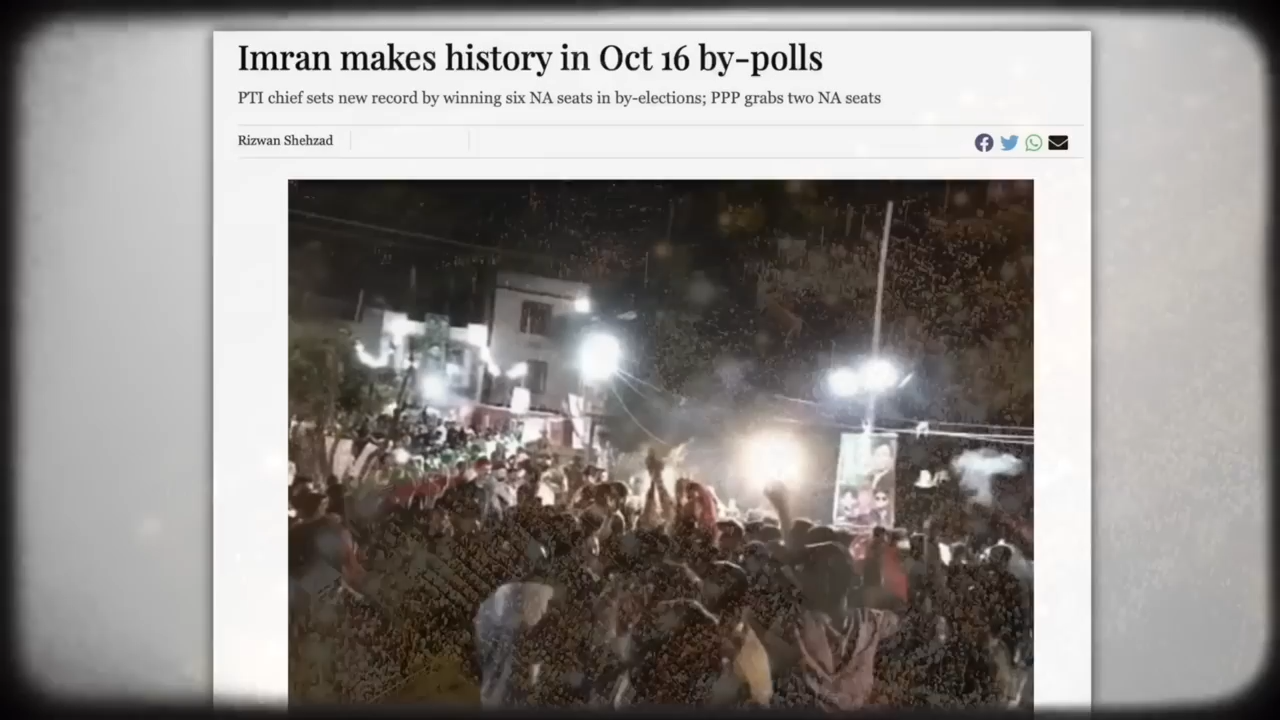 Imran makes history in Oct 16 by-polls
PTI chief sets new record by winning six NA seats in by-elections; PPP grabs two NA seats
Rizwan Shehzad